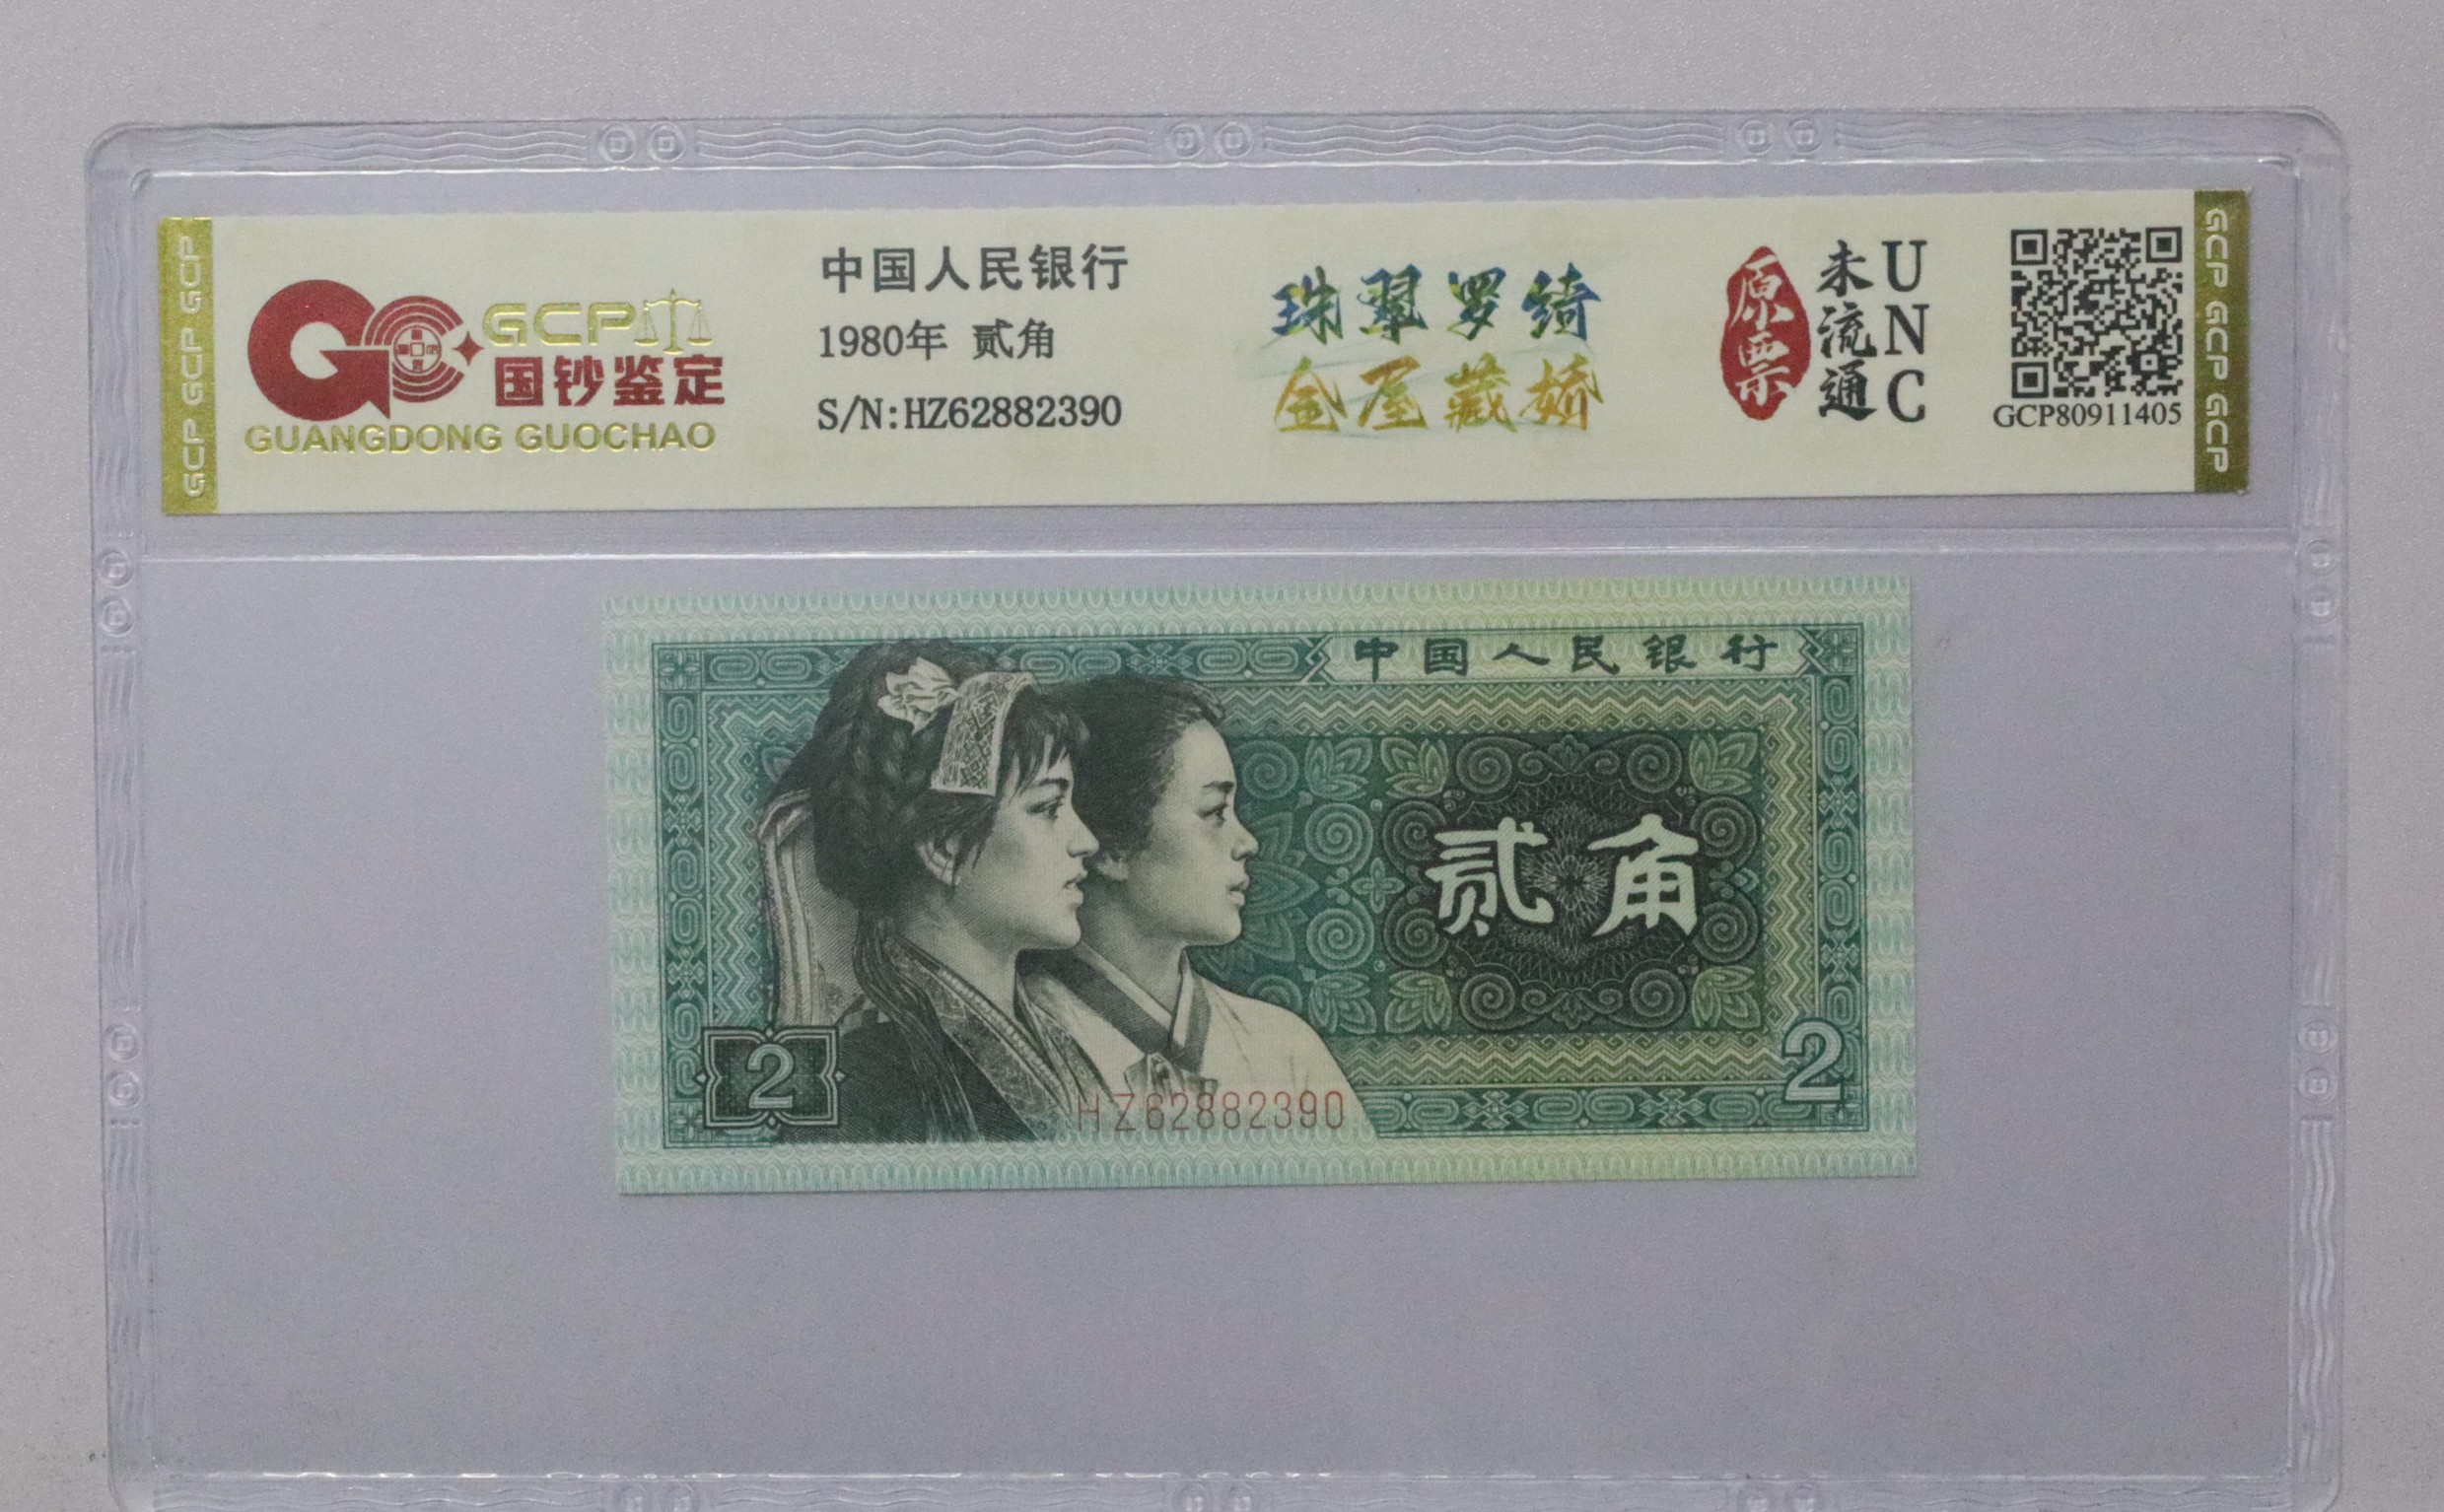 GCP GCP GCP
GCP
国钞鉴定
GUANGDONG GUOCHAO
中国人民银行
1980年 贰角
S/N:HZ62882390
珠翠罗绮
金屋藏娇
原票
未流通
UNC
GCP80911405
GCP GCP GCP
中国人民银行
贰角
2
2
HZ62882390